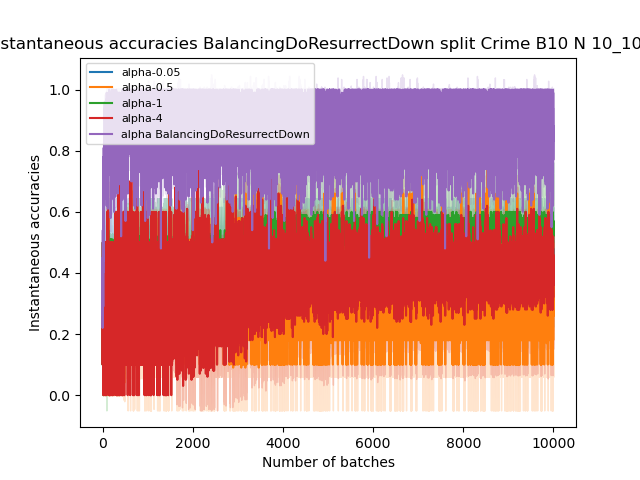 stantaneous accuracies BalancingDoResurrectDown split Crime B10 N 10_10
alpha-0.05
alpha-0.5
alpha-1
alpha-4
alpha BalancingDoResurrectDown
Instantaneous accuracies
1.0
0.8
0.6
0.4
0.2
0.0
0
2000
4000
6000
8000
10000
Number of batches